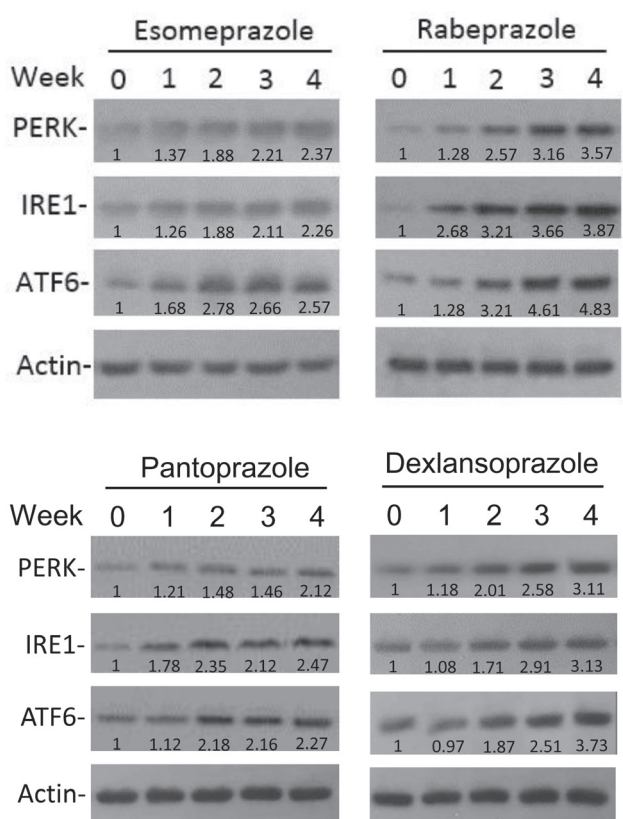 Esomeprazole Rabeprazole
Week 0 1 2 3 4 0 1 2 3 4
PERK-
1 1.37 1.88 2.21 2.37 1 1.28 2.57 3.16 3.57
IRE1-
1 1.26 1.88 2.11 2.26 1 2.68 3.21 3.66 3.87
ATF6-
1 1.68 2.78 2.66 2.57 1 1.28 3.21 4.61 4.83
Actin-
Pantoprazole Dexlansoprazole
Week 0 1 2 3 4 0 1 2 3 4
PERK-
1 1.21 1.48 1.46 2.12 1 1.18 2.01 2.58 3.11
IRE1-
1 1.78 2.35 2.12 2.47 1 1.08 1.71 2.91 3.13
ATF6-
1 1.12 2.18 2.16 2.27 1 0.97 1.87 2.51 3.73
Actin-